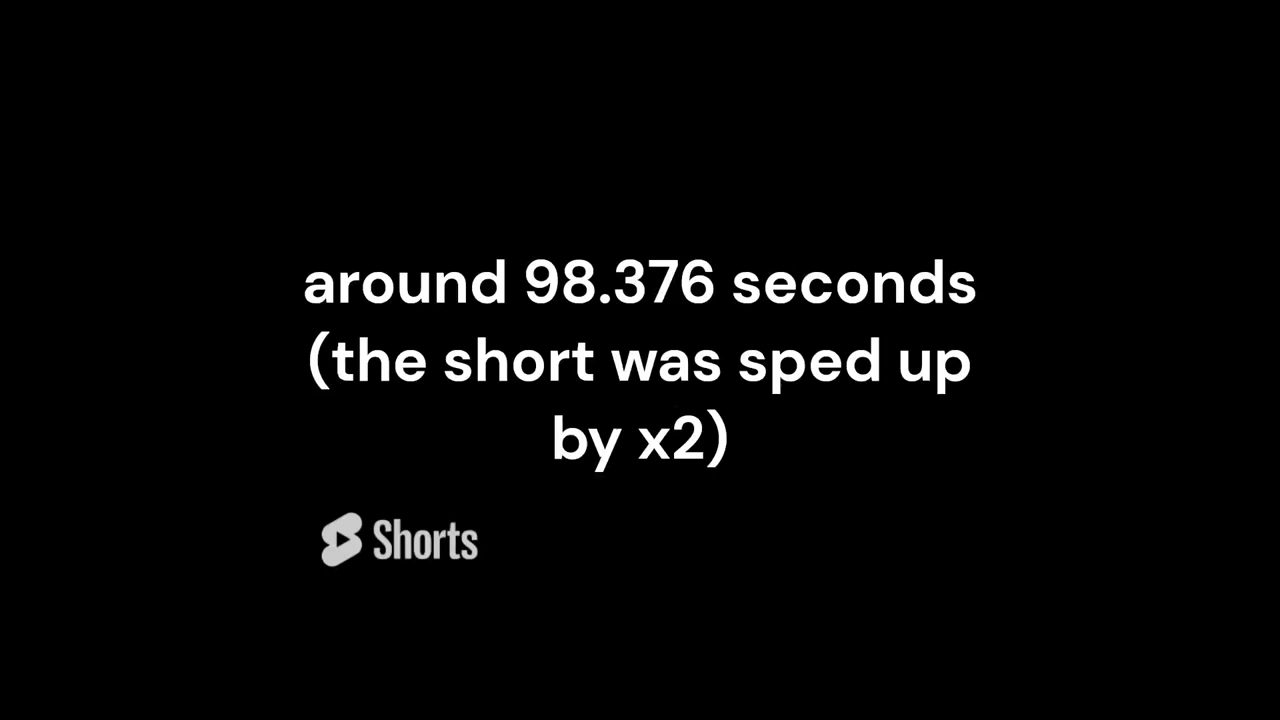 around 98.376 seconds
(the short was sped up
by x2)
Shorts